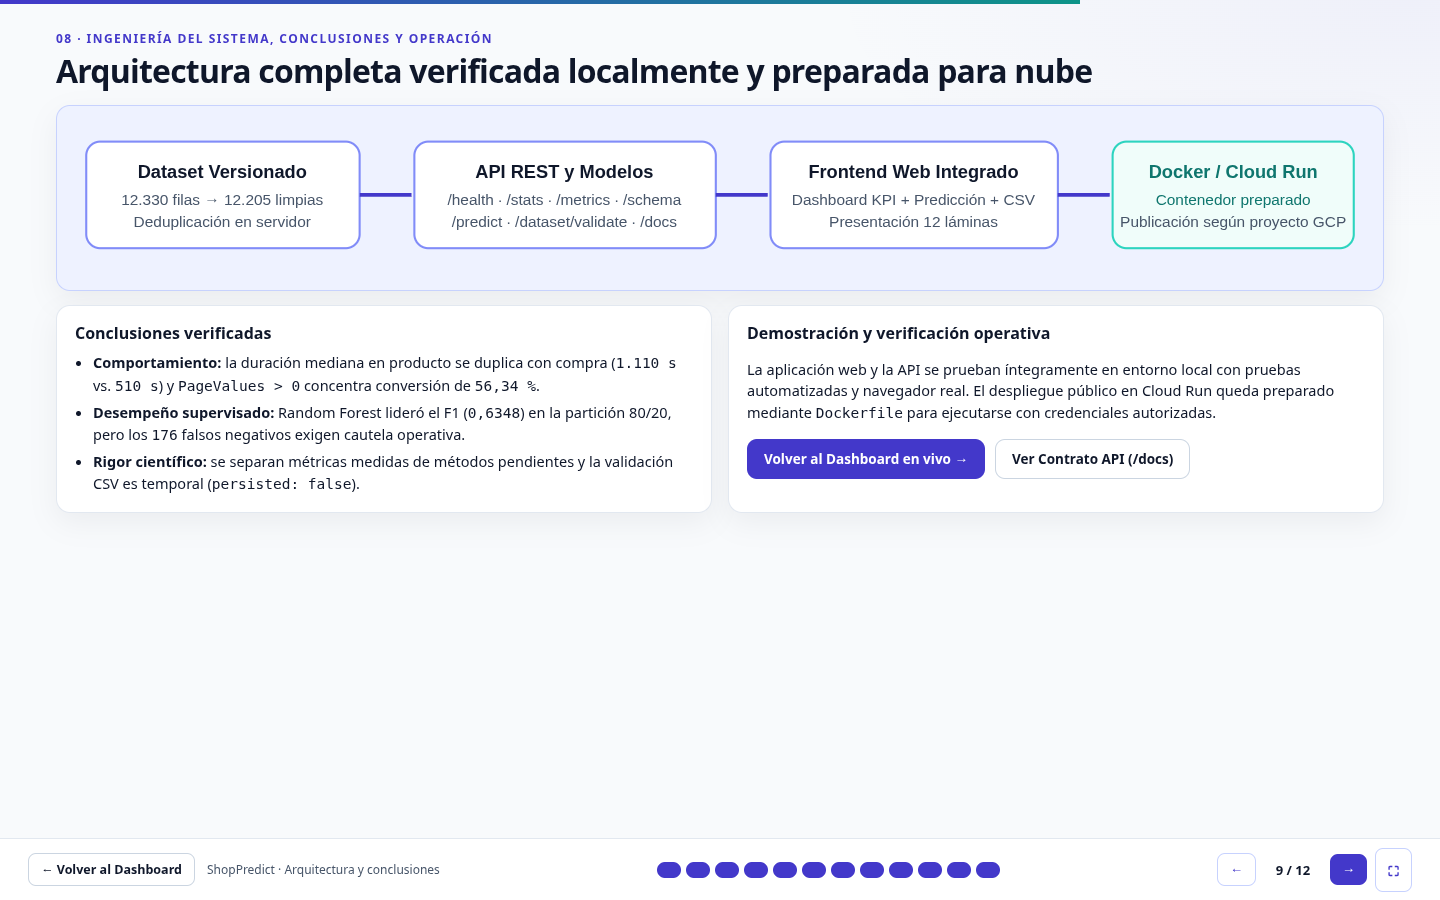 08 · INGENIERÍA DEL SISTEMA, CONCLUSIONES Y OPERACIÓN
Arquitectura completa verificada localmente y preparada para nube
Dataset Versionado
12.330 filas → 12.205 limpias
Deduplicación en servidor
API REST y Modelos
/health · /stats · /metrics · /schema
/predict · /dataset/validate · /docs
Frontend Web Integrado
Dashboard KPI + Predicción + CSV
Presentación 12 láminas
Docker / Cloud Run
Contenedor preparado
Publicación según proyecto GCP
Conclusiones verificadas
• Comportamiento: la duración mediana en producto se duplica con compra (1.110 s
vs. 510 s) y PageValues > 0 concentra conversión de 56,34 %.
• Desempeño supervisado: Random Forest lideró el F1 (0,6348) en la partición 80/20,
pero los 176 falsos negativos exigen cautela operativa.
• Rigor científico: se separan métricas medidas de métodos pendientes y la validación
CSV es temporal (persisted: false).
Demostración y verificación operativa
La aplicación web y la API se prueban íntegramente en entorno local con pruebas
automatizadas y navegador real. El despliegue público en Cloud Run queda preparado
mediante Dockerfile para ejecutarse con credenciales autorizadas.
Volver al Dashboard en vivo →
Ver Contrato API (/docs)
← Volver al Dashboard
ShopPredict · Arquitectura y conclusiones
←
9 / 12
→